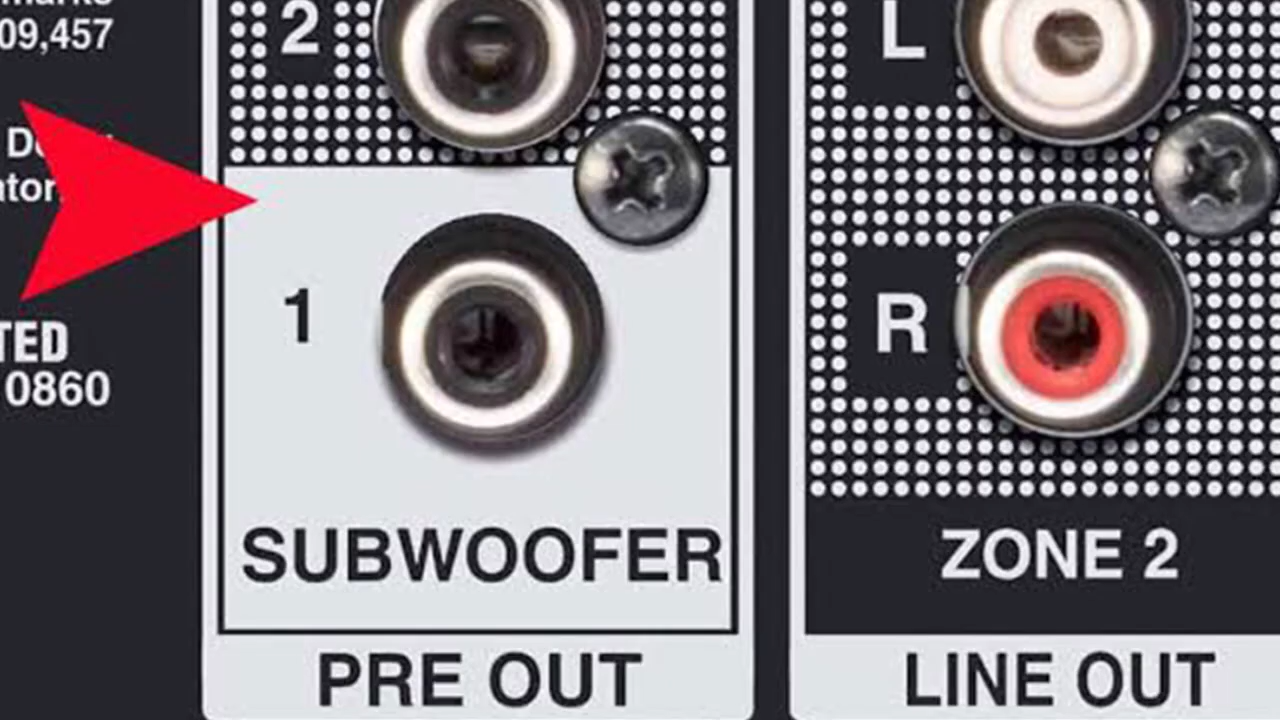 09,457
TED
0860
2
1
SUBWOOFER
PRE OUT
L
R
ZONE 2
LINE OUT